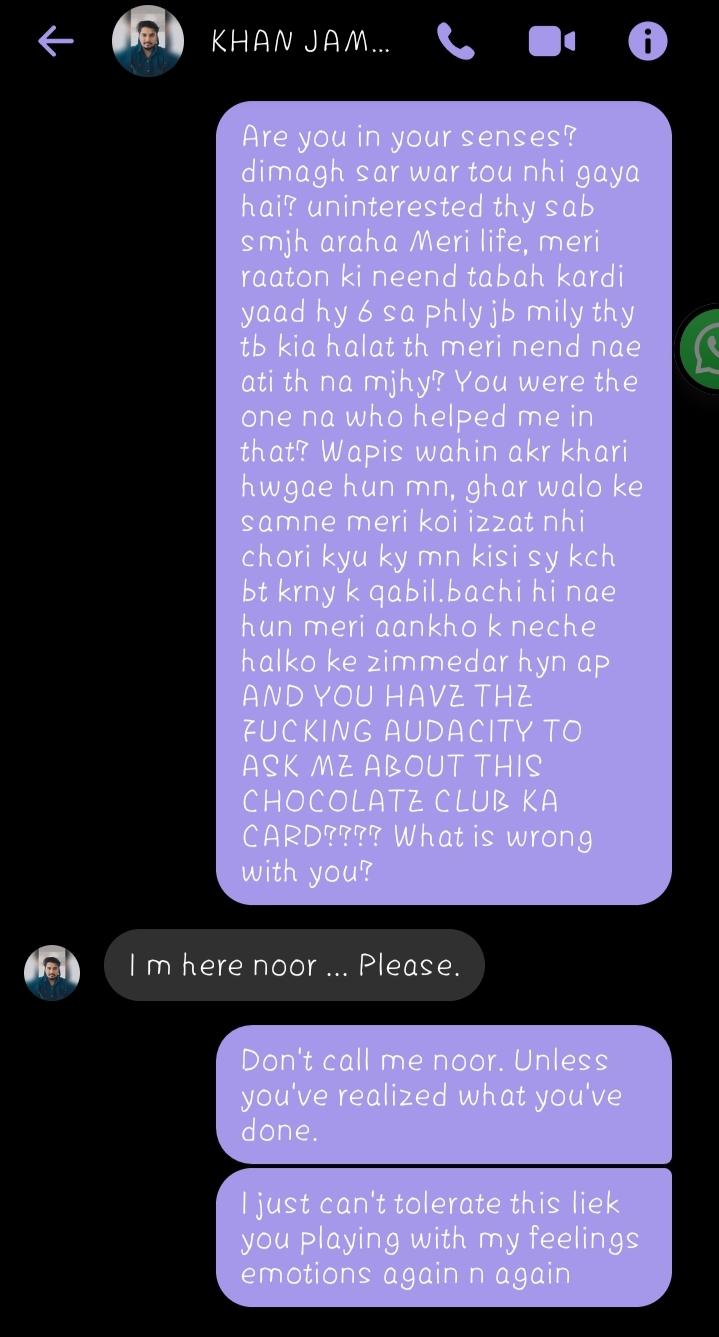 KHAN JAM...
Are you in your senses?
dimagh sar war tou nhi gaya
hai? uninterested thy sab
smjh araha Meri life, meri
raaton ki neend tabah kardi
yaad hy 6 sa phly jb mily thy
tb kia halat th meri nend nae
ati th na mjhy? You were the
one na who helped me in
that? Wapis wahin akr khari
hwgae hun mn, ghar walo ke
samne meri koi izzat nhi
chori kyu ky mn kisi sy kch
bt krny k qabil.bachi hi nae
hun meri aankho k neche
halko ke zimmedar hyn ap
AND YOU HAVE THE
FUCKING AUDACITY TO
ASK ME ABOUT THIS
CHOCOLATE CLUB KA
CARD???? What is wrong
with you?
I m here noor ... Please.
Don't call me noor. Unless
you've realized what you've
done.
I just can't tolerate this liek
you playing with my feelings
emotions again n again